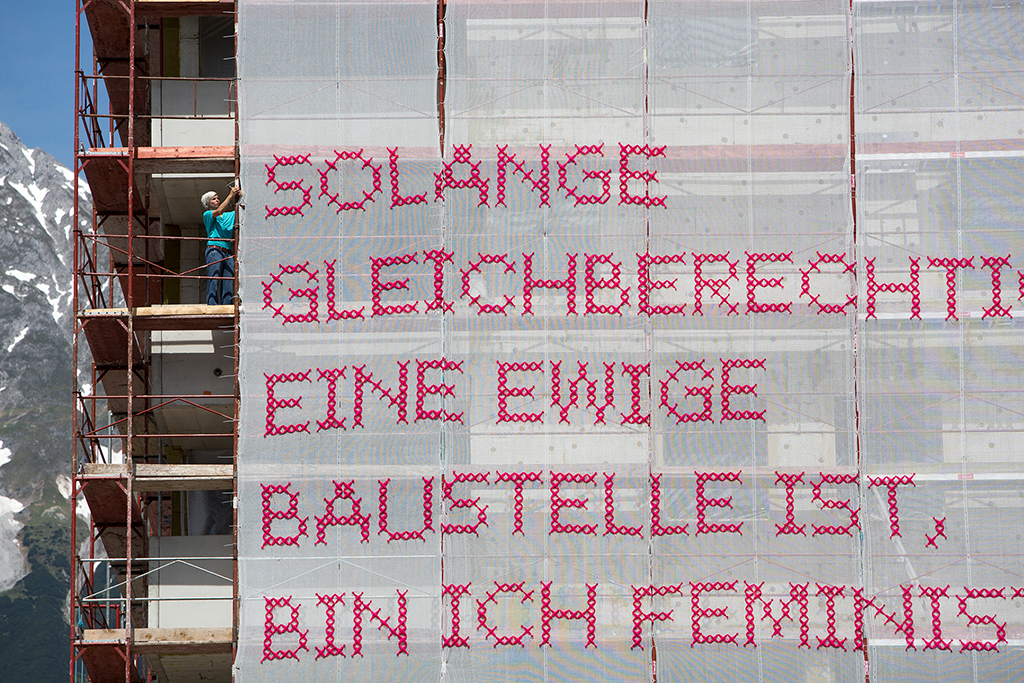 SOLANGE
GLEICHBERECHTI
EINE EWIGE
BAUSTELLE IST,
BIN ICH FEMINIS